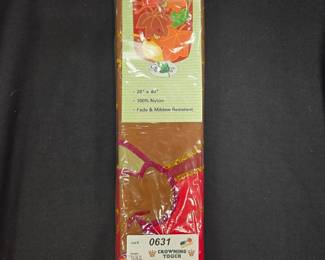 - 28" x 40"
- 100% Nylon
- Fade & Mildew Resistant
0631
CROWNING
TOUCH